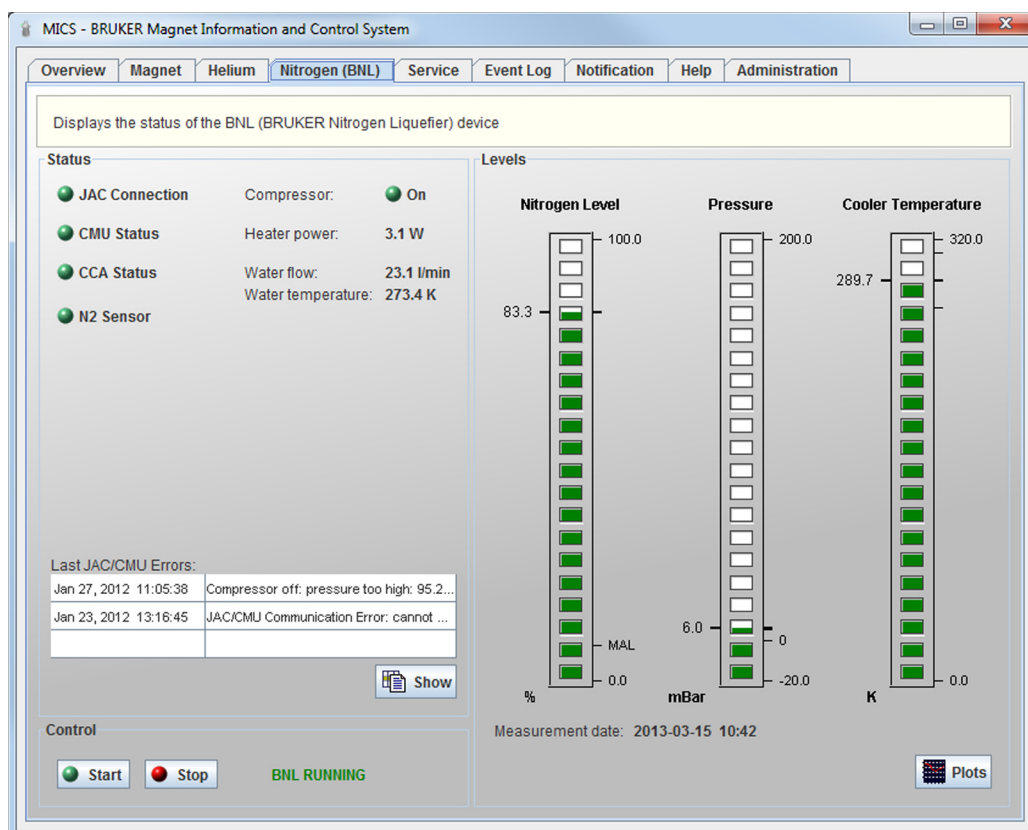 MICS - BRUKER Magnet Information and Control System
Overview Magnet Helium Nitrogen (BNL) Service Event Log Notification Help Administration
Displays the status of the BNL (BRUKER Nitrogen Liquefier) device
Status
JAC Connection Compressor: On
CMU Status Heater power: 3.1 W
CCA Status Water flow: 23.1 l/min
Water temperature: 273.4 K
N2 Sensor
Last JAC/CMU Errors:
Jan 27, 2012 11:05:38 Compressor off: pressure too high: 95.2...
Jan 23, 2012 13:16:45 JAC/CMU Communication Error: cannot ...
Show
Control
Start Stop BNL RUNNING
Levels
Nitrogen Level Pressure Cooler Temperature
100.0 200.0 320.0
289.7
83.3
6.0
MAL 0
0.0 -20.0 0.0
% mBar K
Measurement date: 2013-03-15 10:42
Plots